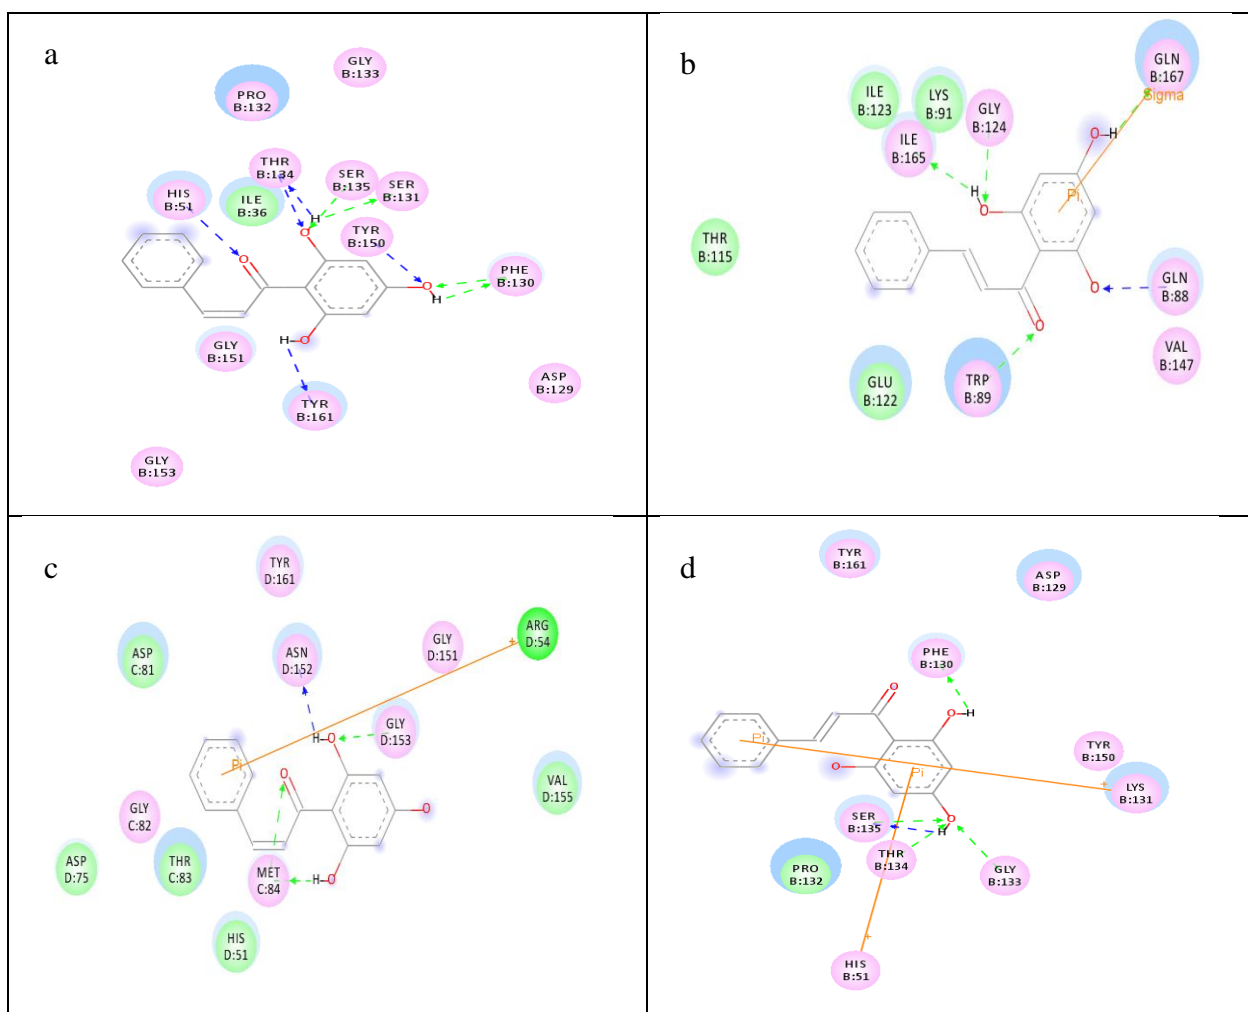 a
GLY
B:133
PRO
B:132
THR
B:134
SER
B:135
SER
B:131
HIS
B:51
ILE
B:36
H
O
TYR
B:150
O
O
H
PHE
B:130
H-O
GLY
B:151
TYR
B:161
ASP
B:129
GLY
B:153
b
GLN
B:167
Sigma
ILE
B:123
LYS
B:91
GLY
B:124
ILE
B:165
O-H
H
O
Pi
THR
B:115
O
GLN
B:88
O
VAL
B:147
GLU
B:122
TRP
B:89
c
TYR
D:161
ARG
D:54
+
ASP
C:81
ASN
D:152
GLY
D:151
GLY
D:153
H-O
Pi
O
VAL
D:155
O
GLY
C:82
ASP
D:75
THR
C:83
MET
C:84
H-O
HIS
D:51
d
TYR
B:161
ASP
B:129
PHE
B:130
O
O-H
Pi
O
Pi
TYR
B:150
+
LYS
B:131
SER
B:135
O
H
PRO
B:132
THR
B:134
GLY
B:133
+
HIS
B:51